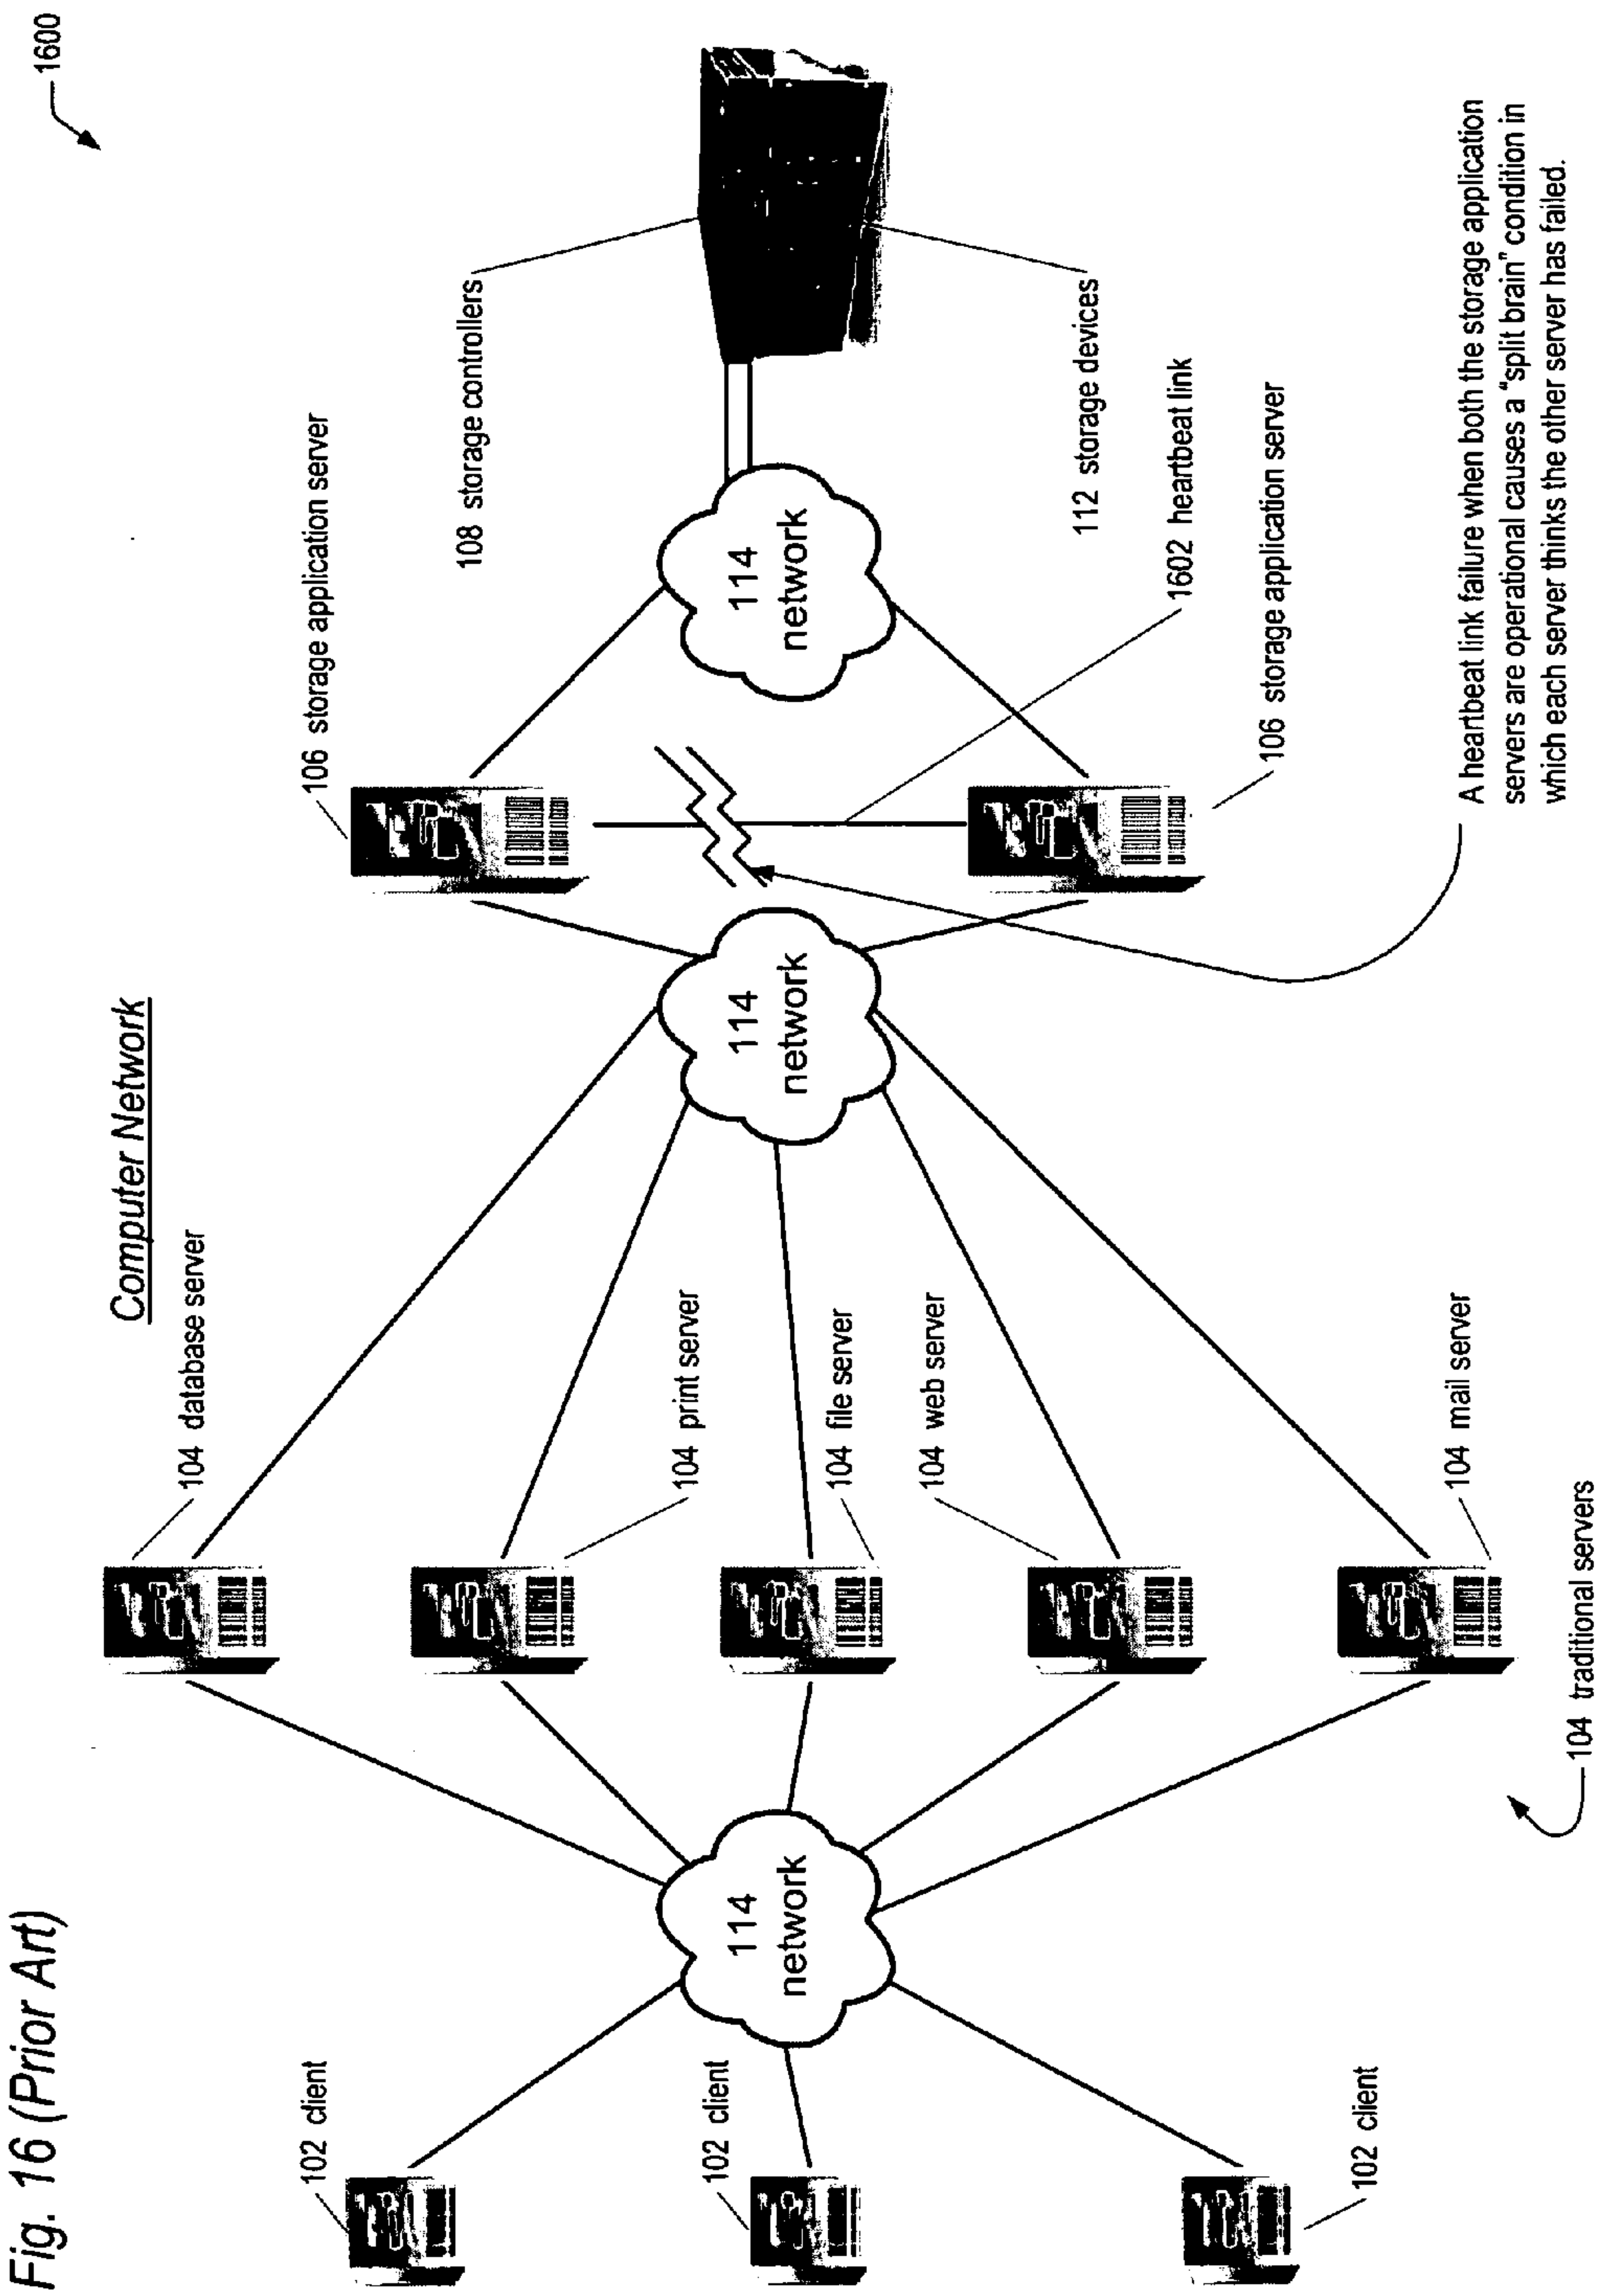 Fig. 16 (Prior Art)
1600
Computer Network
102 client
102 client
102 client
114
network
104 database server
104 print server
104 file server
104 web server
104 mail server
104 traditional servers
114
network
106 storage application server
106 storage application server
1602 heartbeat link
114
network
108 storage controllers
112 storage devices
A heartbeat link failure when both the storage application
servers are operational causes a “split brain” condition in
which each server thinks the other server has failed.